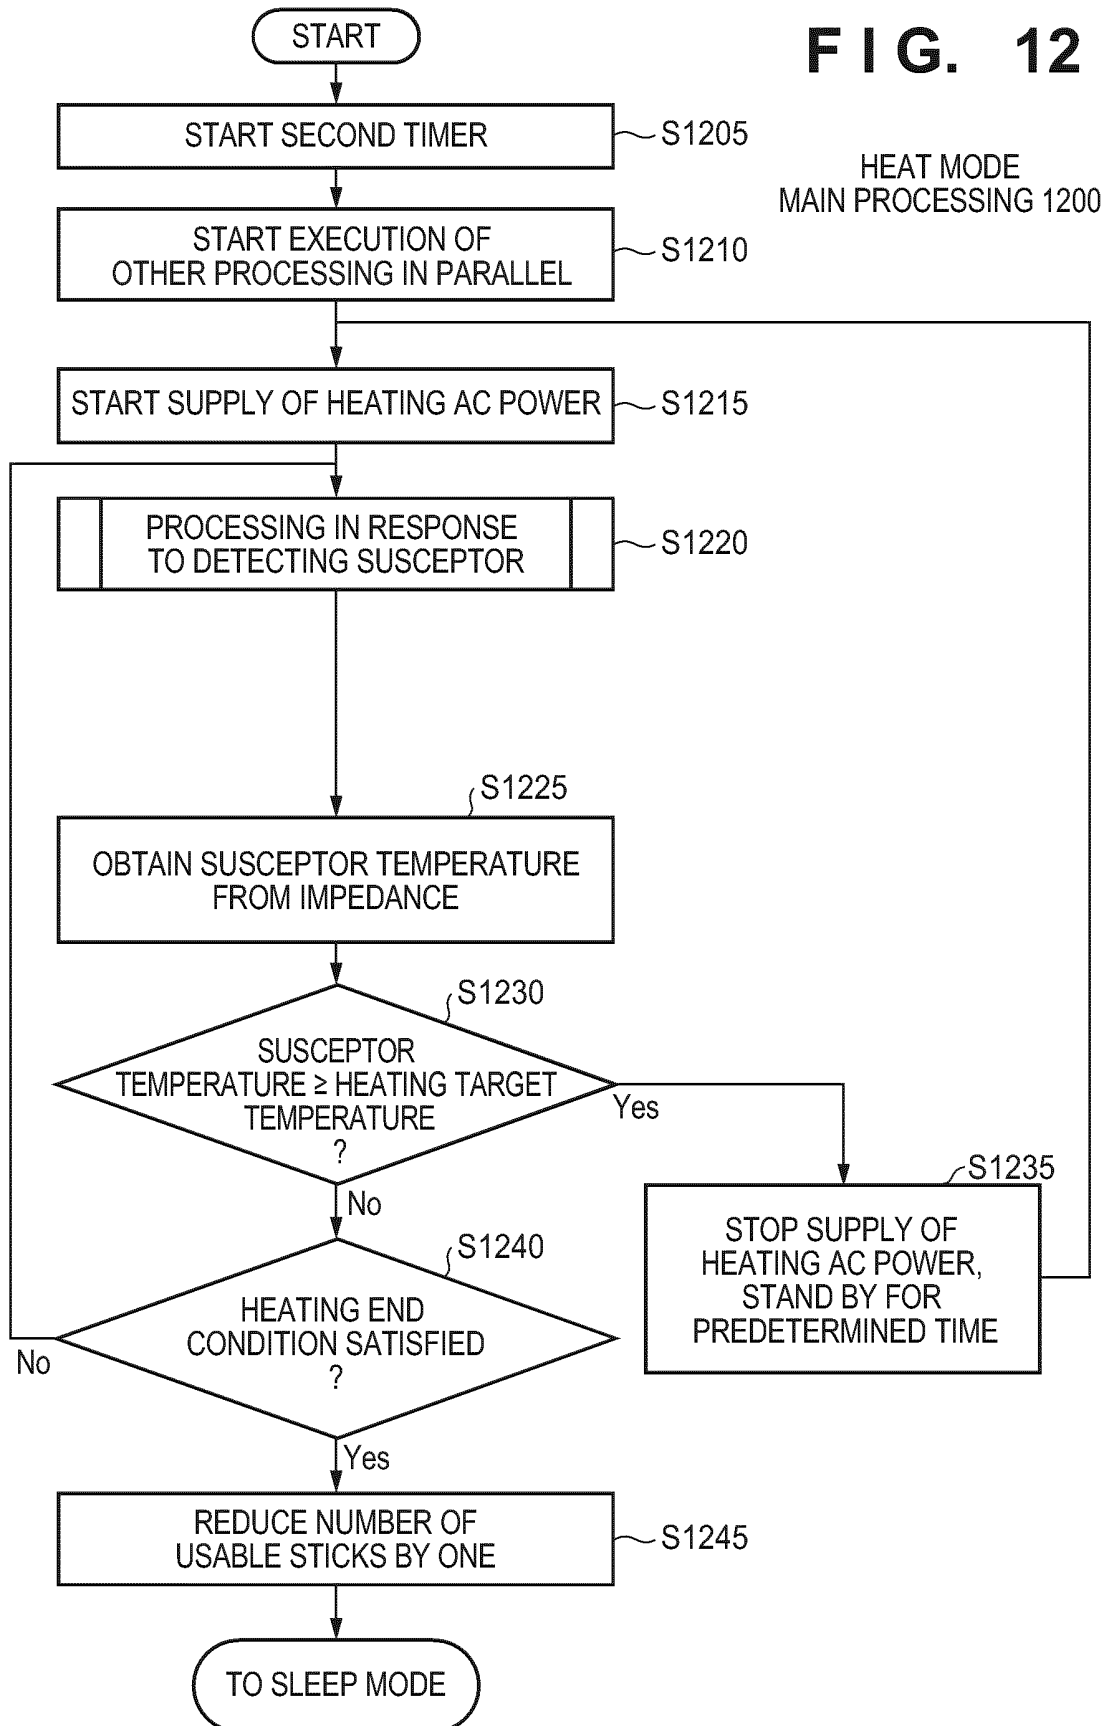 START
FIG. 12
START SECOND TIMER
S1205
HEAT MODE
MAIN PROCESSING 1200
START EXECUTION OF
OTHER PROCESSING IN PARALLEL
S1210
START SUPPLY OF HEATING AC POWER
S1215
PROCESSING IN RESPONSE
TO DETECTING SUSCEPTOR
S1220
S1225
OBTAIN SUSCEPTOR TEMPERATURE
FROM IMPEDANCE
S1230
SUSCEPTOR
TEMPERATURE ≥ HEATING TARGET
TEMPERATURE
?
Yes
No
S1235
STOP SUPPLY OF
HEATING AC POWER,
STAND BY FOR
PREDETERMINED TIME
S1240
HEATING END
CONDITION SATISFIED
?
No
Yes
REDUCE NUMBER OF
USABLE STICKS BY ONE
S1245
TO SLEEP MODE